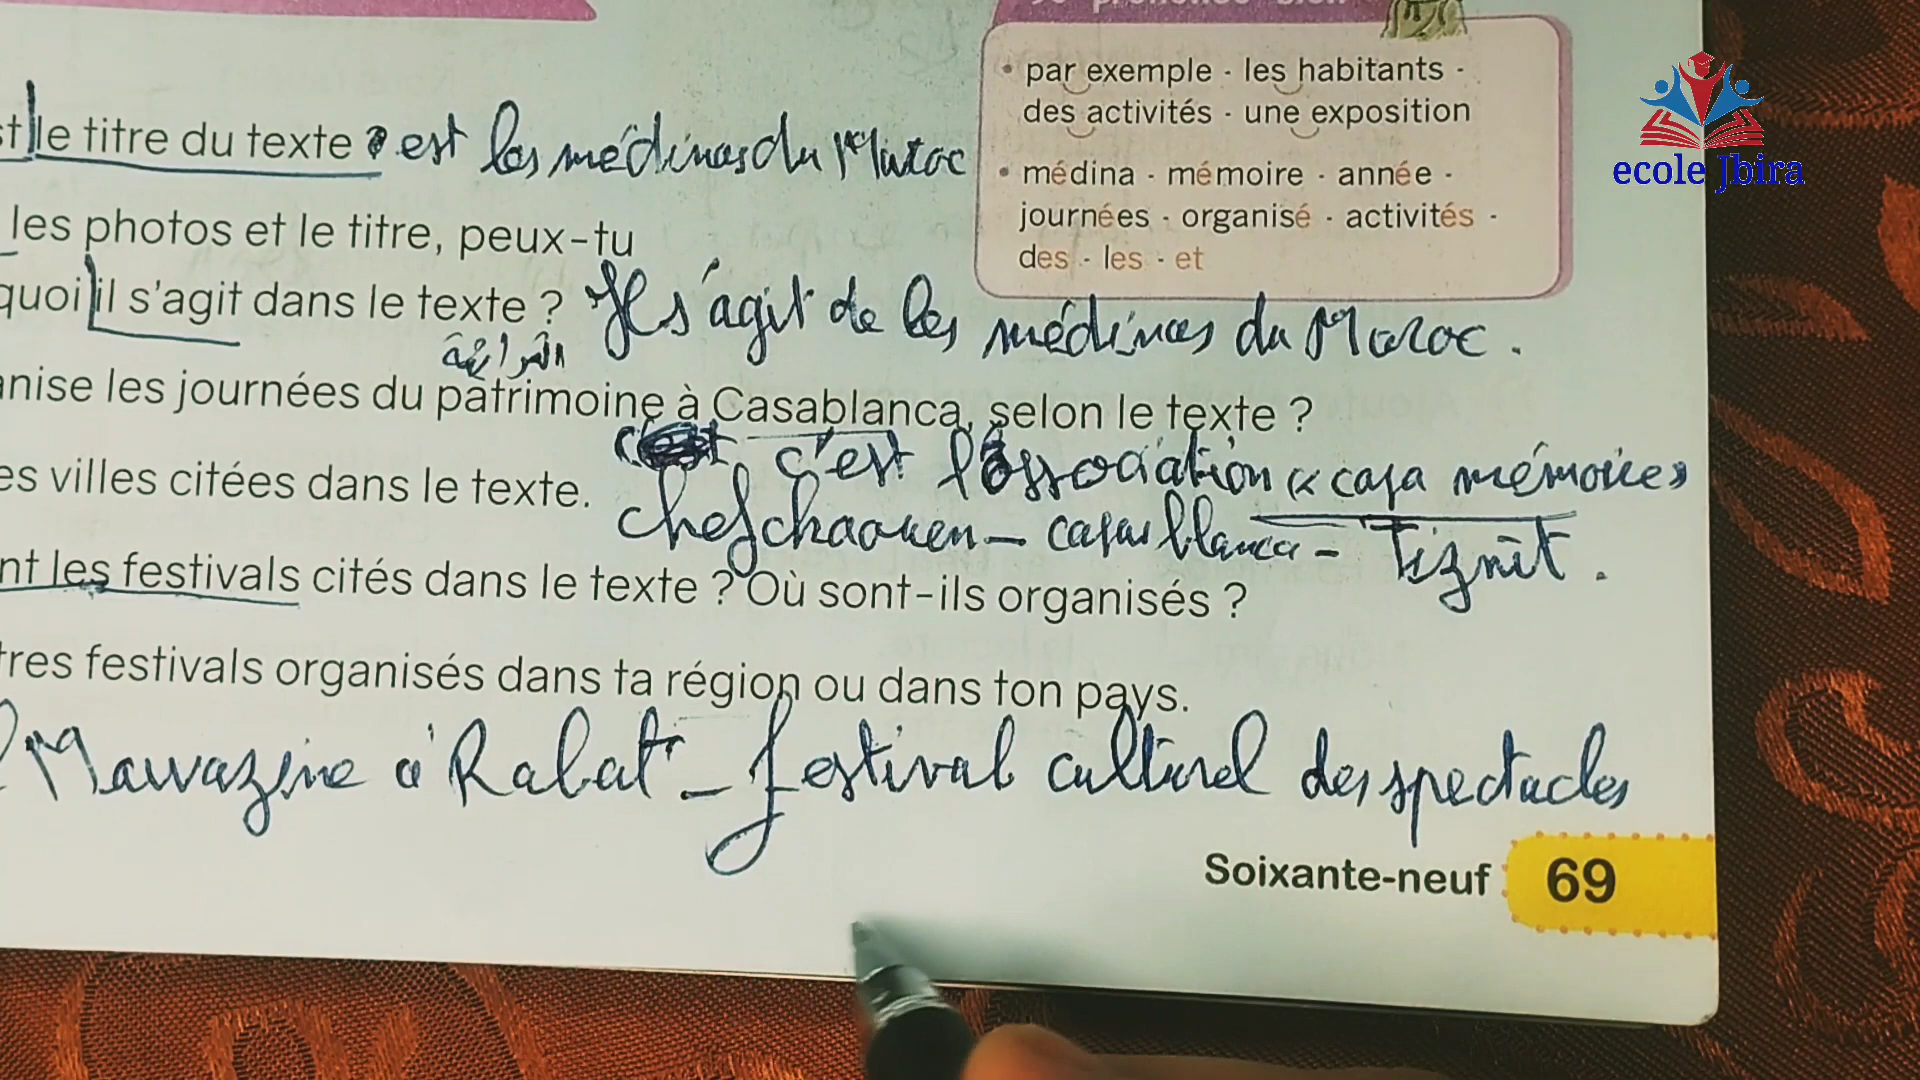 Je prononce bien
• par exemple - les habitants -
des activités - une exposition
• médina - mémoire - année -
journées - organisé - activités -
des - les - et
ecole Jbira
st le titre du texte ? est les médinas du Maroc
les photos et le titre, peux-tu
quoi il s'agit dans le texte ? Il s'agit de les médinas du Maroc .
anise les journées du patrimoine à Casablanca, selon le texte ?
c'est l'association « casa mémoire »
es villes citées dans le texte. chefchaouen - casablanca - Tiznit .
nt les festivals cités dans le texte ? Où sont-ils organisés ?
tres festivals organisés dans ta région ou dans ton pays.
Mawazine à Rabat - festival culturel des spectacles
Soixante-neuf 69